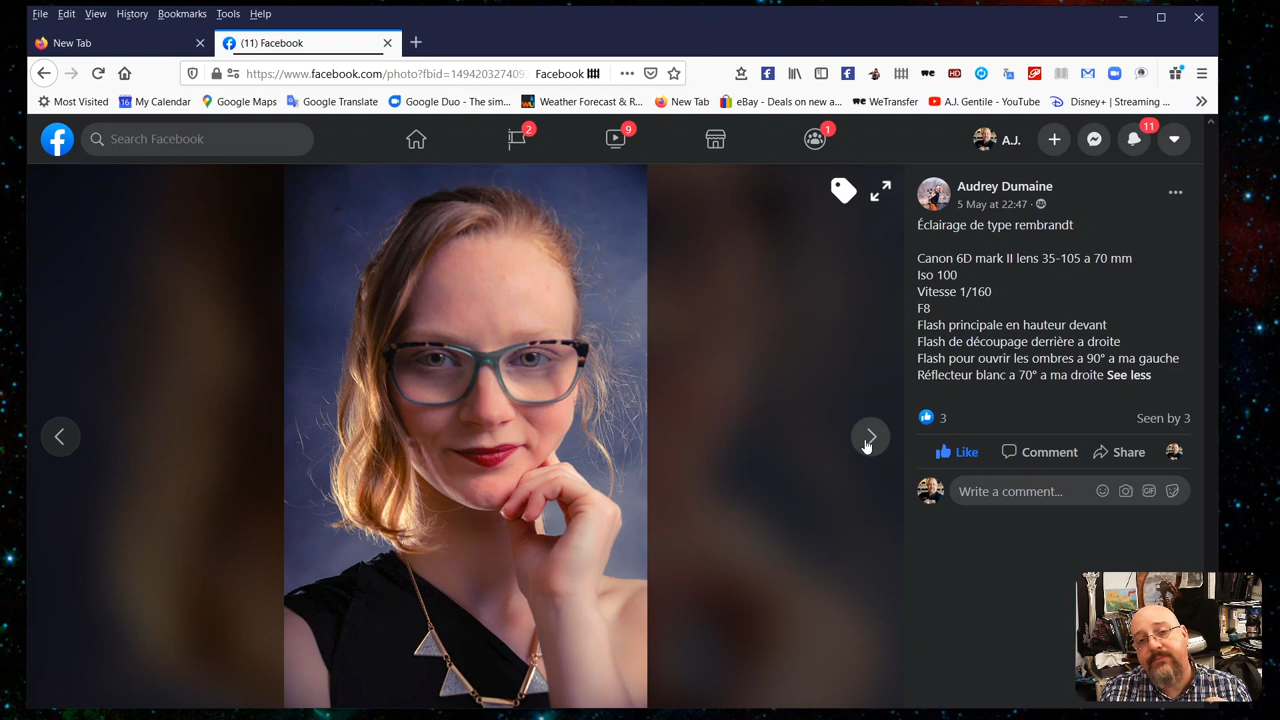 File Edit View History Bookmarks Tools Help
New Tab
(11) Facebook
https://www.facebook.com/photo?fbid=149420327409
Facebook
Most Visited
16 My Calendar
Google Maps
Google Translate
Google Duo - The sim...
Weather Forecast & R...
New Tab
eBay - Deals on new a...
WeTransfer
A.J. Gentile - YouTube
Disney+ | Streaming ...
Search Facebook
2
9
1
A.J.
11
Audrey Dumaine
5 May at 22:47 ·
Éclairage de type rembrandt
Canon 6D mark II lens 35-105 a 70 mm
Iso 100
Vitesse 1/160
F8
Flash principale en hauteur devant
Flash de découpage derrière a droite
Flash pour ouvrir les ombres a 90° a ma gauche
Réflecteur blanc a 70° a ma droite See less
3
Seen by 3
Like
Comment
Share
Write a comment...
GIF